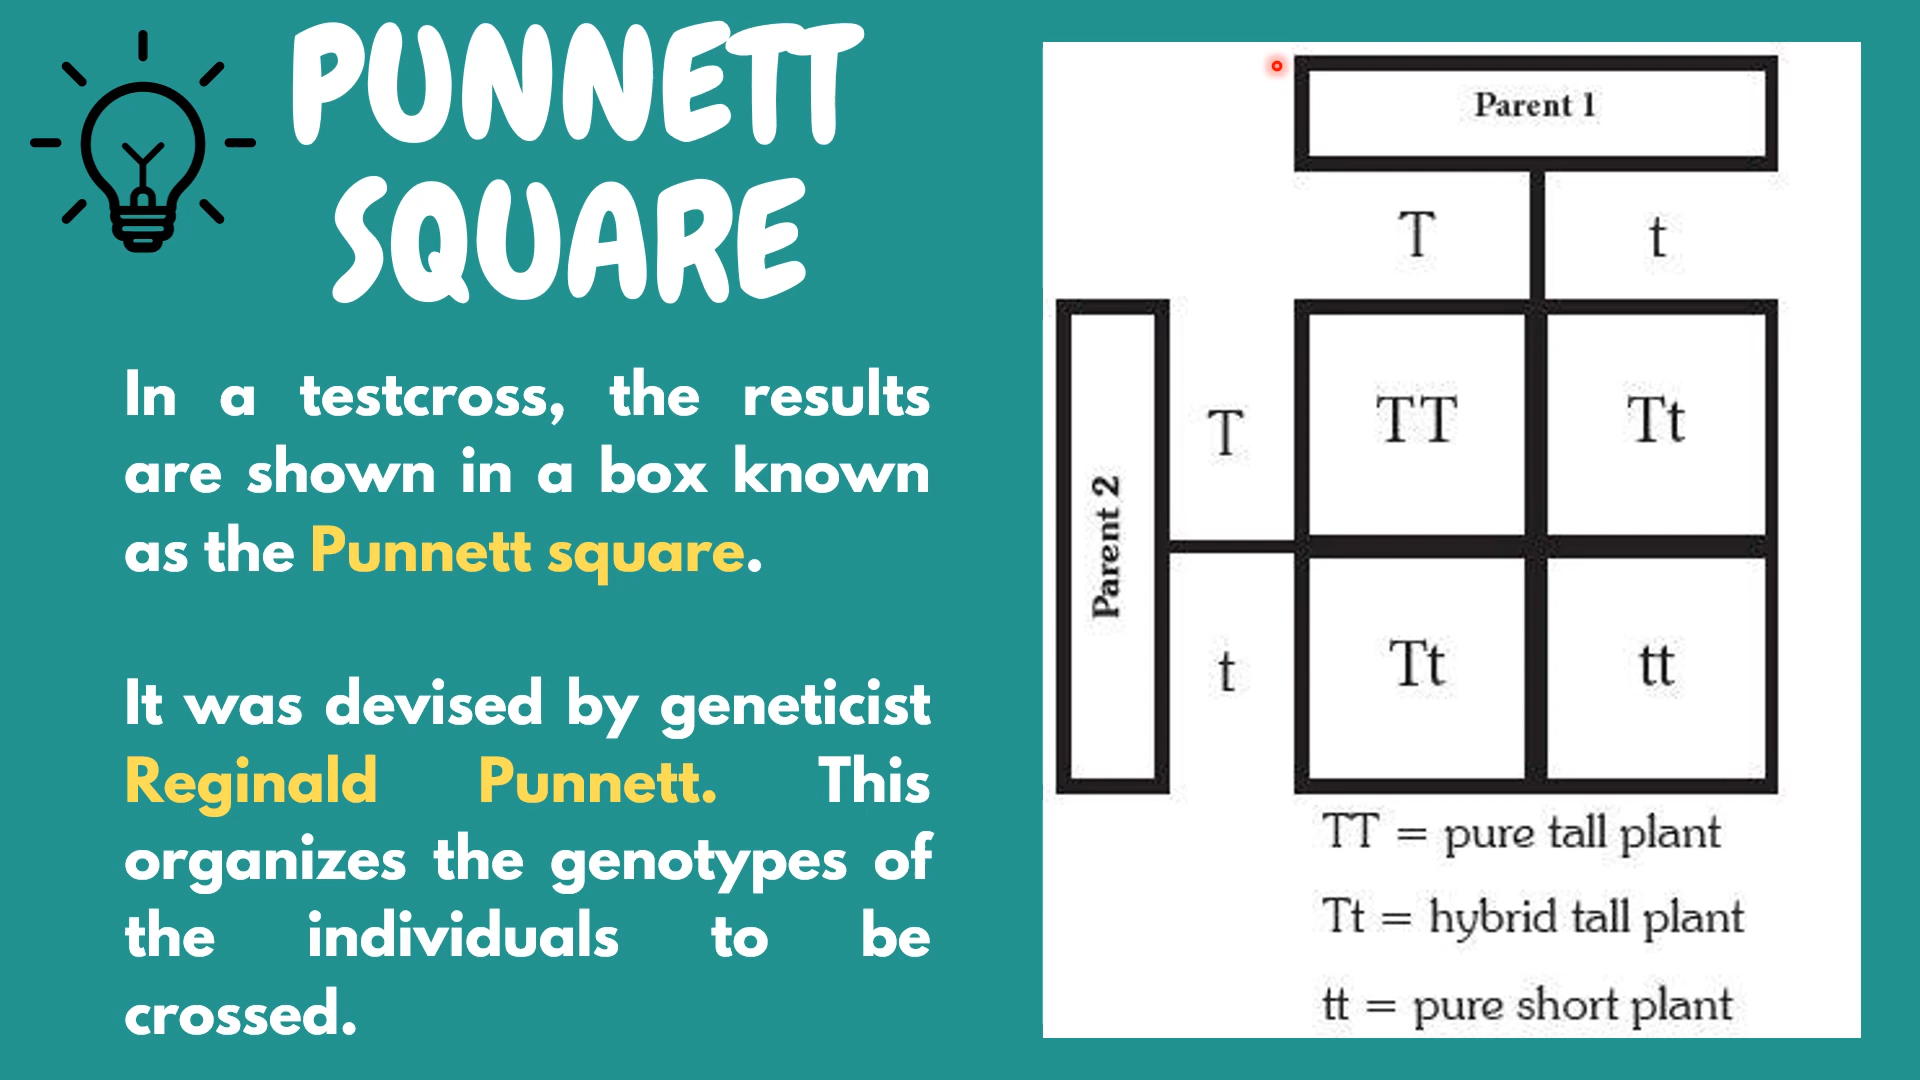 PUNNETT
SQUARE
In a testcross, the results
are shown in a box known
as the Punnett square.
It was devised by geneticist
Reginald Punnett. This
organizes the genotypes of
the individuals to be
crossed.
Parent 1
T t
Parent 2
T TT Tt
t Tt tt
TT = pure tall plant
Tt = hybrid tall plant
tt = pure short plant